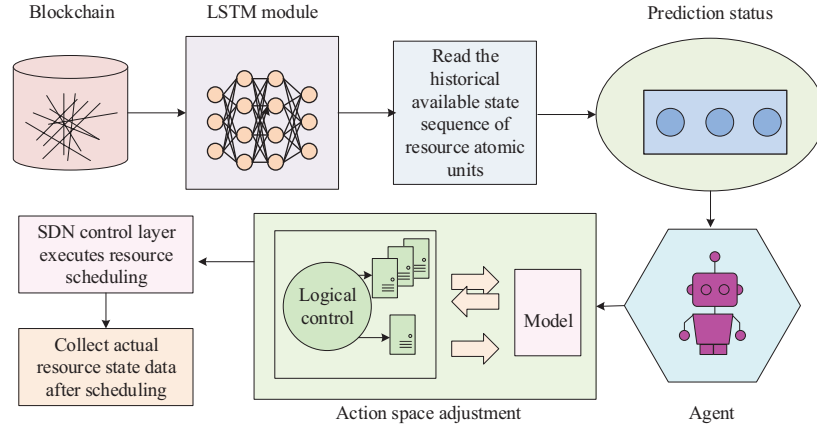 Blockchain
LSTM module
Prediction status
Read the
historical
available state
sequence of
resource atomic
units
SDN control layer
executes resource
scheduling
Logical
control
Model
Collect actual
resource state data
after scheduling
Action space adjustment
Agent